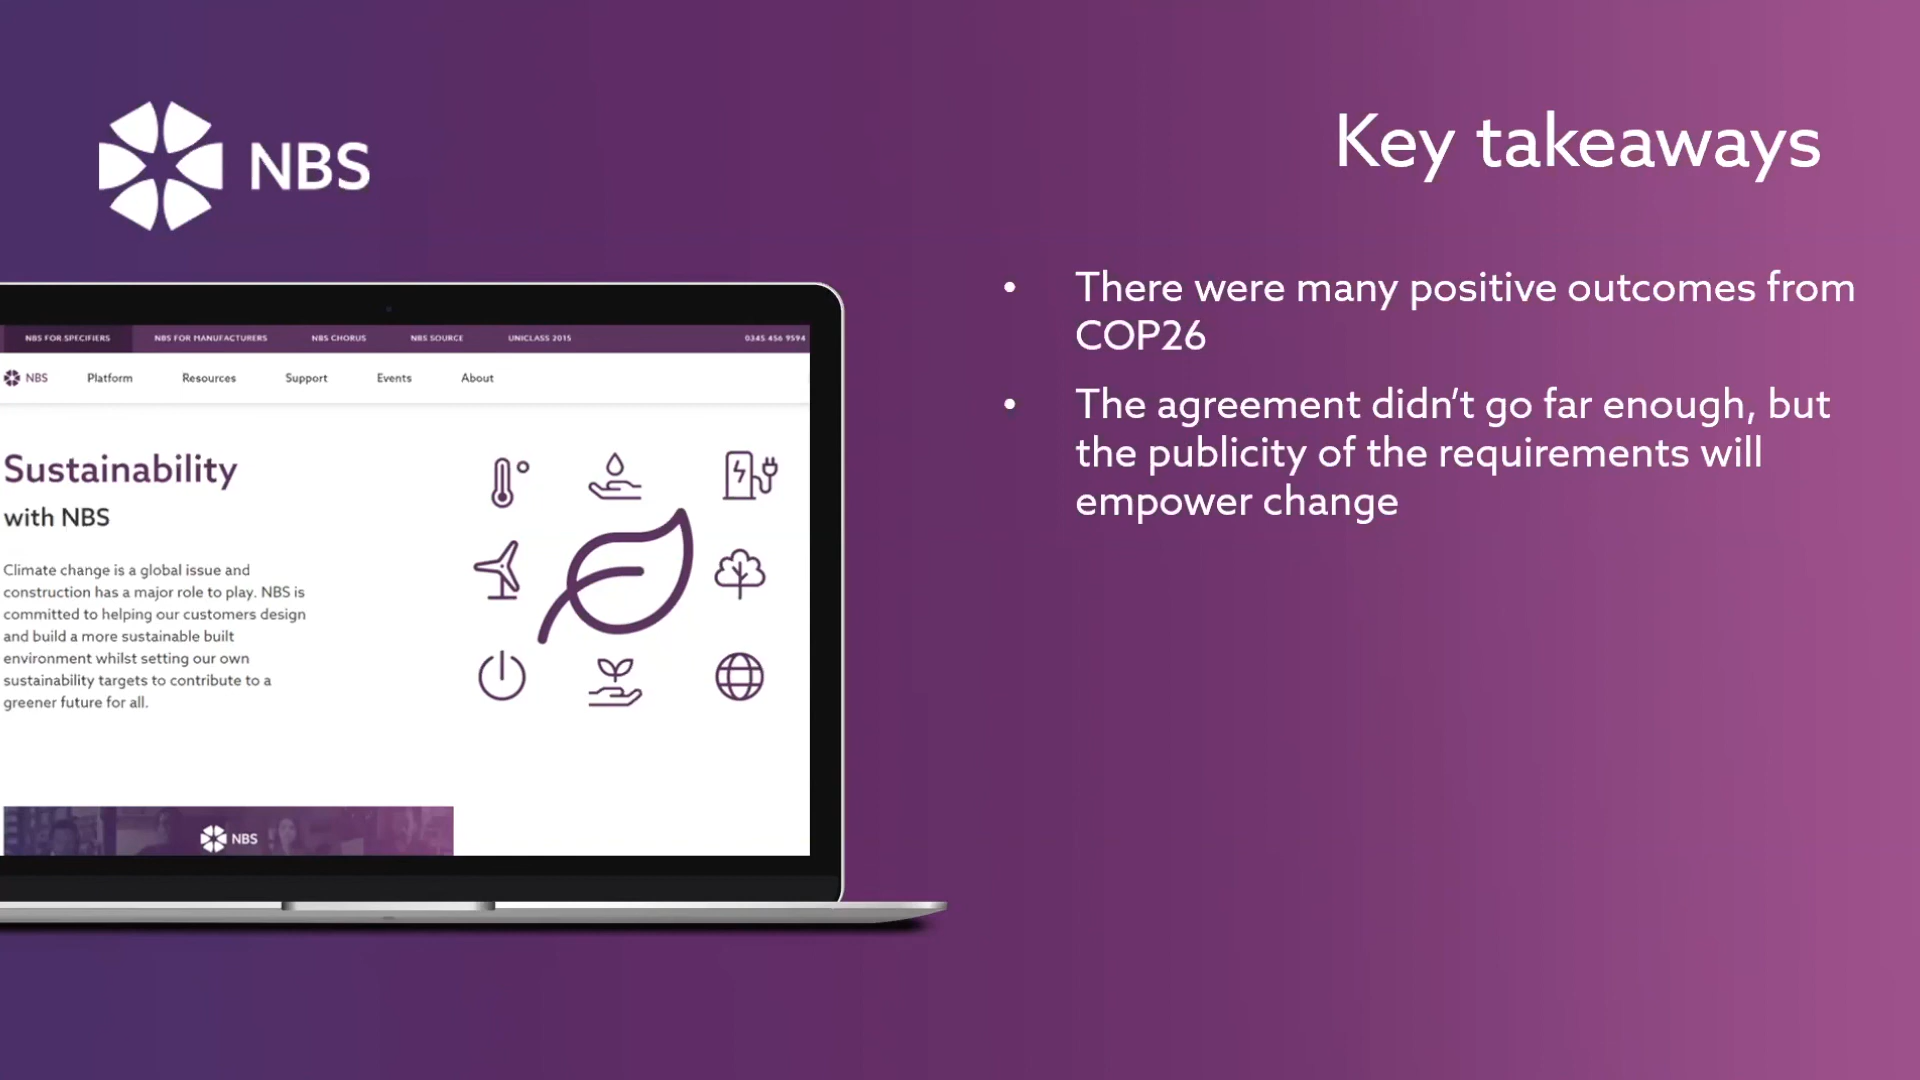 NBS
Key takeaways
• There were many positive outcomes from
COP26
• The agreement didn't go far enough, but
the publicity of the requirements will
empower change
NBS FOR SPECIFIERS NBS FOR MANUFACTURERS NBS CHORUS NBS SOURCE UNICLASS 2015 0345 456 9594
NBS Platform Resources Support Events About
Sustainability
with NBS
Climate change is a global issue and
construction has a major role to play. NBS is
committed to helping our customers design
and build a more sustainable built
environment whilst setting our own
sustainability targets to contribute to a
greener future for all.
NBS